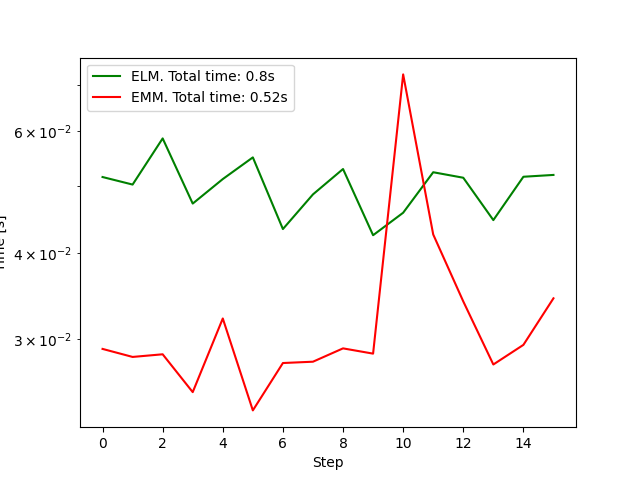 ELM. Total time: 0.8s
EMM. Total time: 0.52s
6 × 10⁻²
4 × 10⁻²
3 × 10⁻²
[s]
0 2 4 6 8 10 12 14
Step